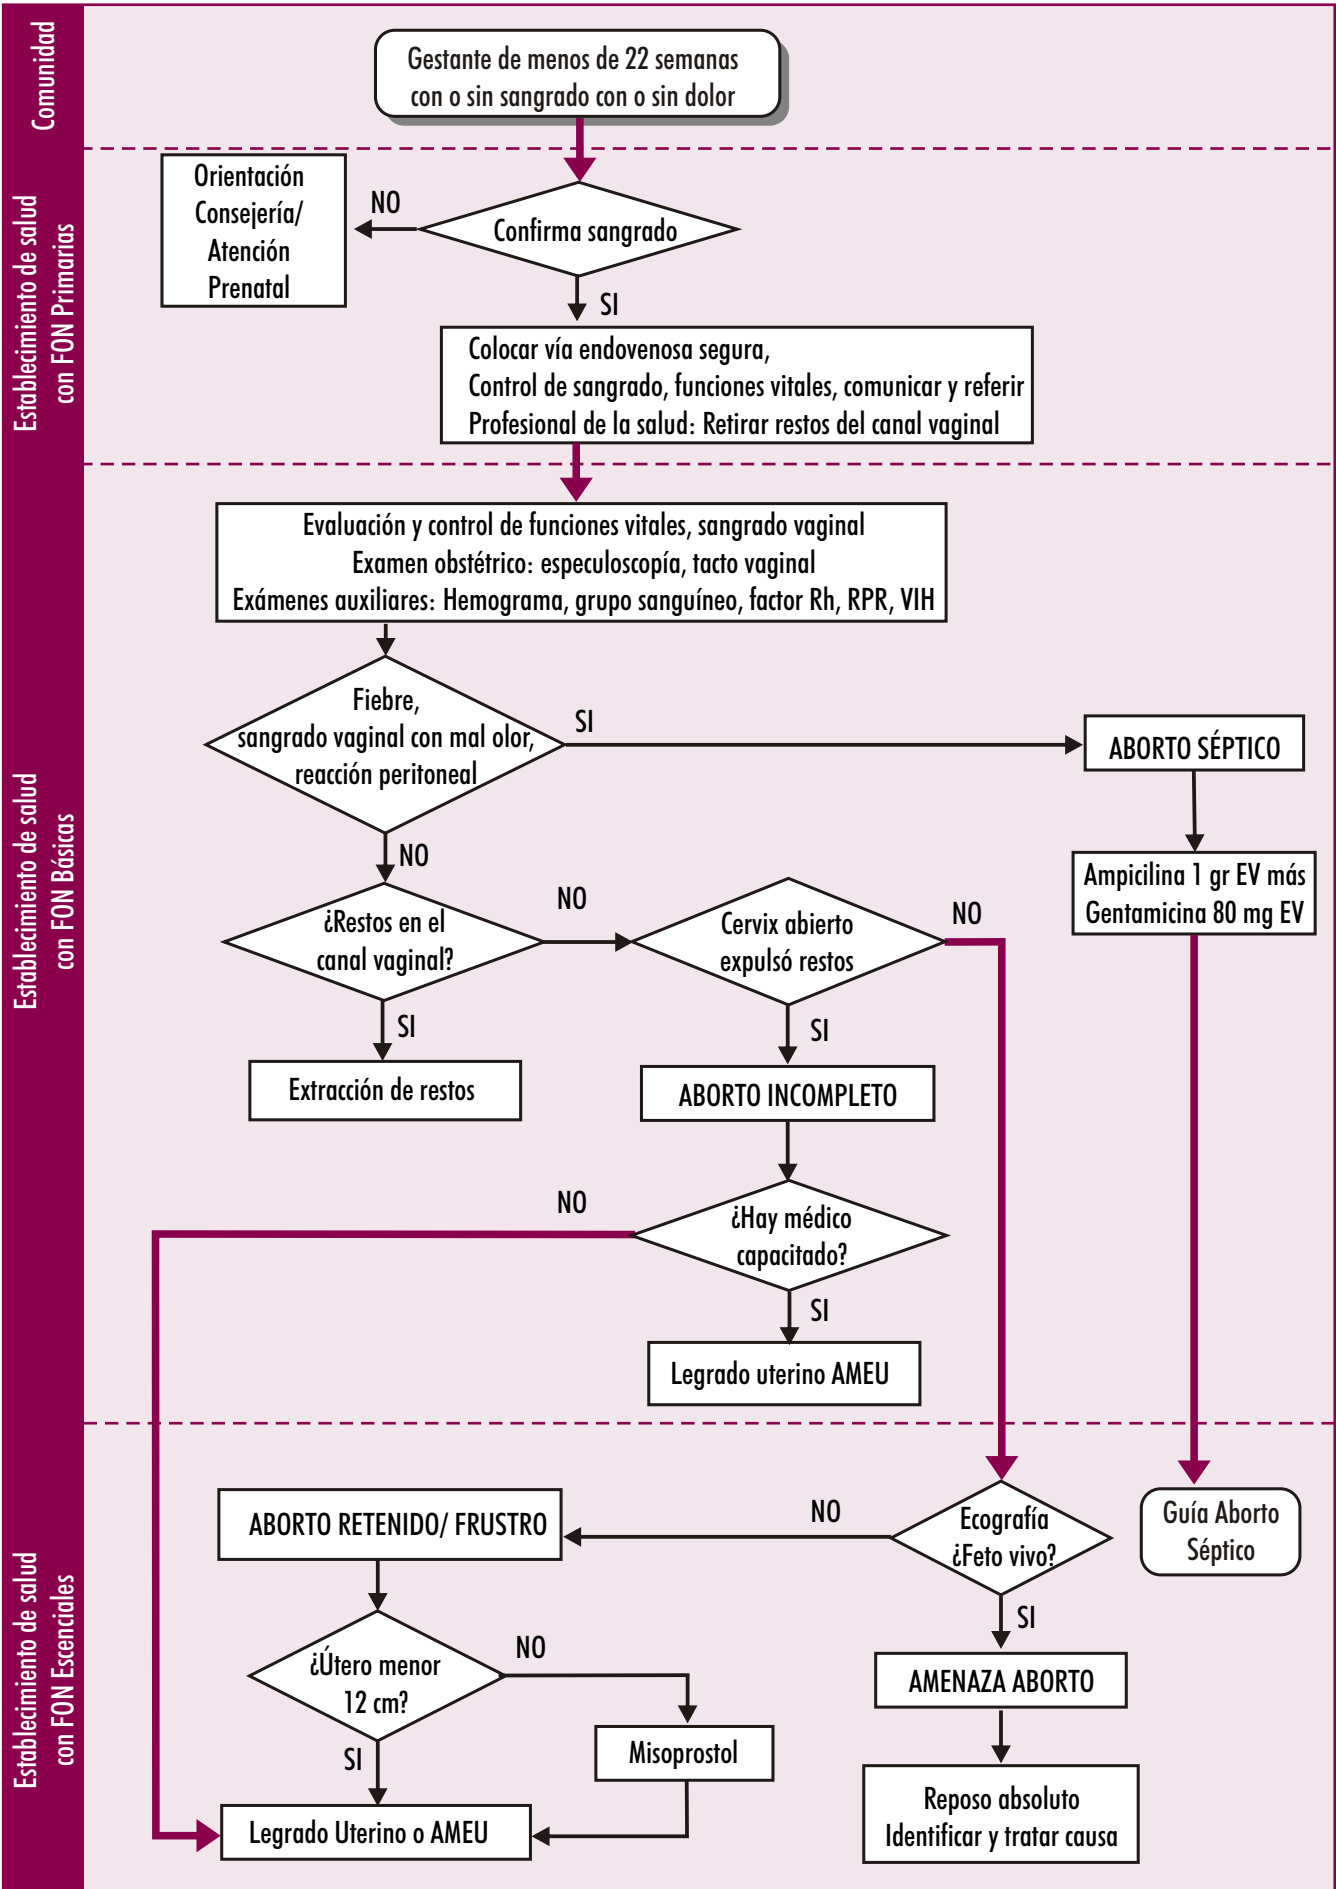 Comunidad
Gestante de menos de 22 semanas
con o sin sangrado con o sin dolor
Establecimiento de salud
con FON Primarias
Orientación
Consejería/
Atención
Prenatal
NO
Confirma sangrado
SI
Colocar vía endovenosa segura,
Control de sangrado, funciones vitales, comunicar y referir
Profesional de la salud: Retirar restos del canal vaginal
Establecimiento de salud
con FON Básicas
Evaluación y control de funciones vitales, sangrado vaginal
Examen obstétrico: especuloscopía, tacto vaginal
Exámenes auxiliares: Hemograma, grupo sanguíneo, factor Rh, RPR, VIH
Fiebre,
sangrado vaginal con mal olor,
reacción peritoneal
SI
ABORTO SÉPTICO
Ampicilina 1 gr EV más
Gentamicina 80 mg EV
NO
¿Restos en el
canal vaginal?
NO
Cervix abierto
expulsó restos
NO
SI
Extracción de restos
SI
ABORTO INCOMPLETO
NO
¿Hay médico
capacitado?
SI
Legrado uterino AMEU
Establecimiento de salud
con FON Escenciales
ABORTO RETENIDO/ FRUSTRO
NO
Ecografía
¿Feto vivo?
Guía Aborto
Séptico
SI
¿Útero menor
12 cm?
NO
AMENAZA ABORTO
Misoprostol
SI
Reposo absoluto
Identificar y tratar causa
Legrado Uterino o AMEU